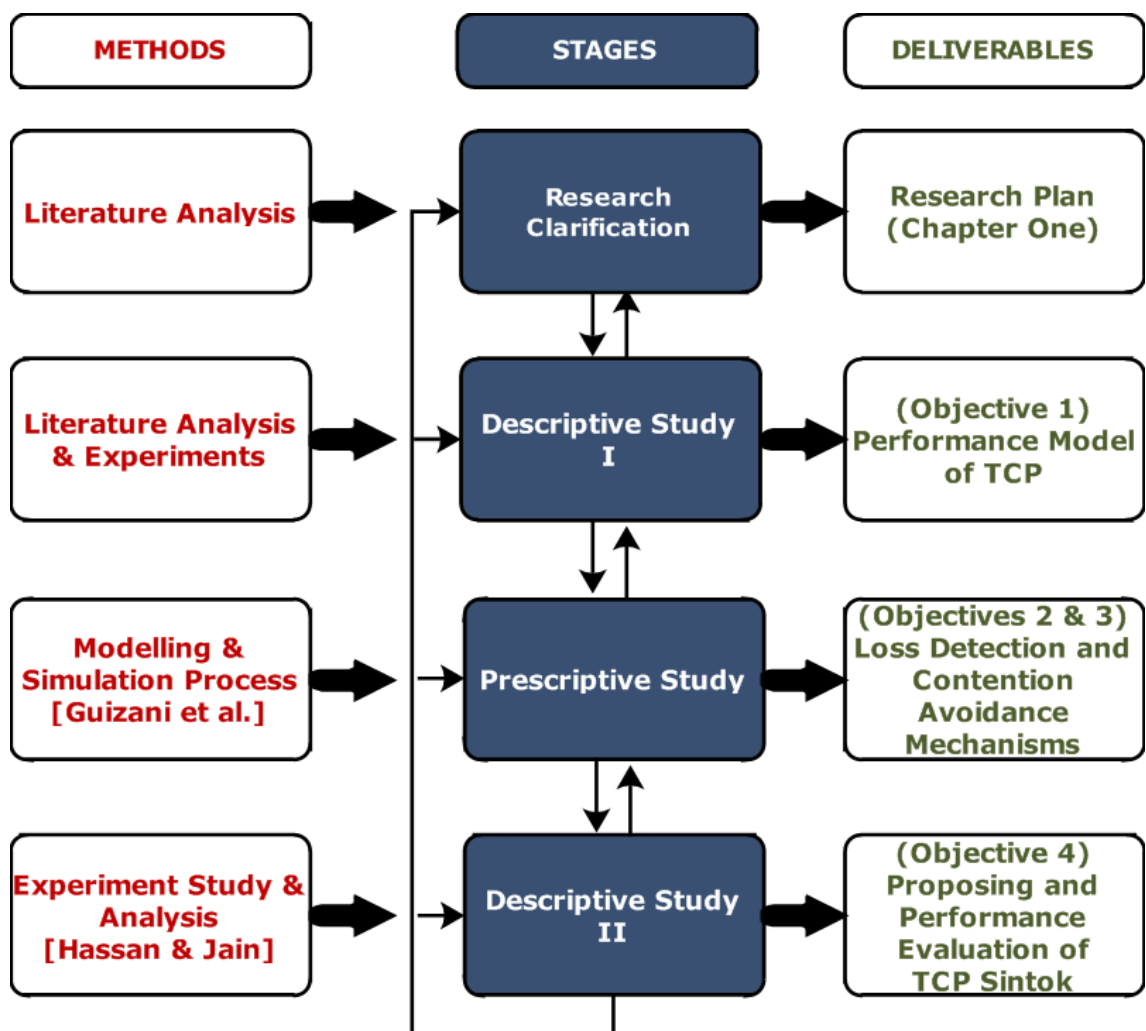 METHODS
STAGES
DELIVERABLES
Literature Analysis
Research
Clarification
Research Plan
(Chapter One)
Literature Analysis
& Experiments
Descriptive Study
I
(Objective 1)
Performance Model
of TCP
Modelling &
Simulation Process
[Guizani et al.]
Prescriptive Study
(Objectives 2 & 3)
Loss Detection and
Contention
Avoidance
Mechanisms
Experiment Study &
Analysis
[Hassan & Jain]
Descriptive Study
II
(Objective 4)
Proposing and
Performance
Evaluation of
TCP Sintok